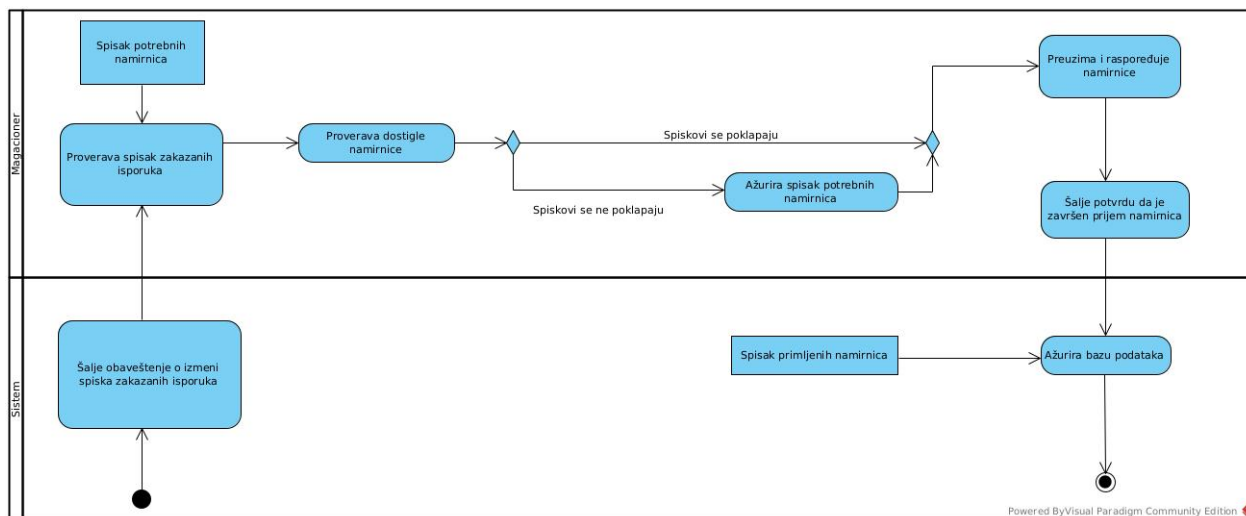 Magacioner
Spisak potrebnih
namirnica
Proverava spisak zakazanih
isporuka
Proverava dostigle
namirnice
Spiskovi se poklapaju
Spiskovi se ne poklapaju
Ažurira spisak potrebnih
namirnica
Preuzima i raspoređuje
namirnice
Šalje potvrdu da je
završen prijem namirnica
Sistem
Šalje obaveštenje o izmeni
spiska zakazanih isporuka
Spisak primljenih namirnica
Ažurira bazu podataka
Powered ByVisual Paradigm Community Edition